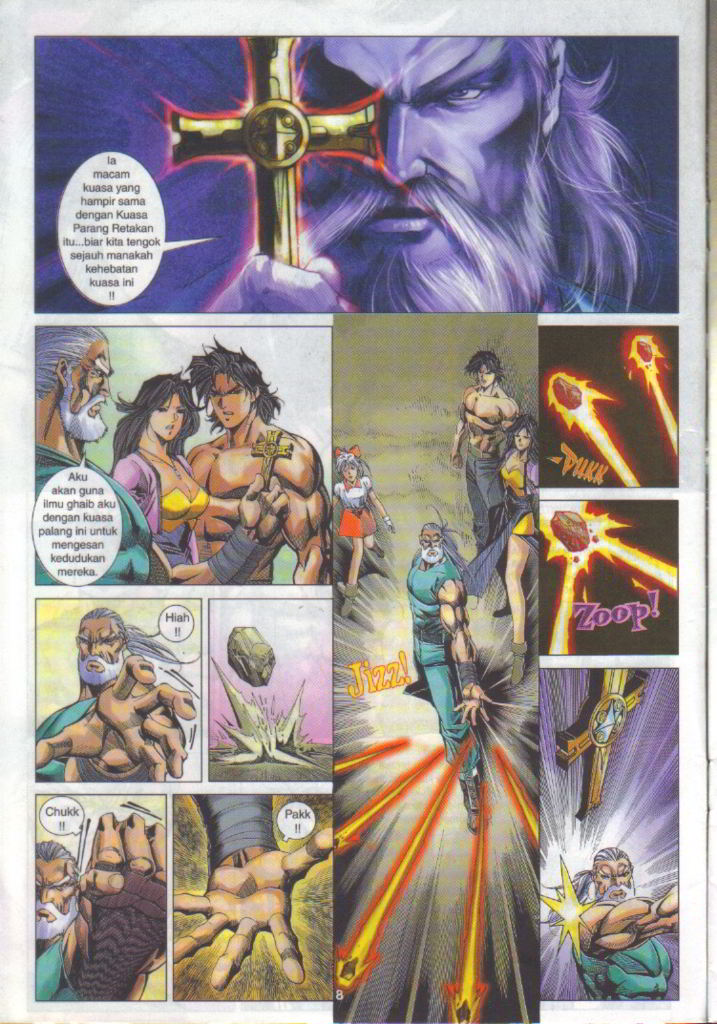 Ia
macam
kuasa yang
hampir sama
dengan Kuasa
Parang Retakan
itu...biar kita tengok
sejauh manakah
kehebatan
kuasa ini
!!
Aku
akan guna
ilmu ghaib aku
dengan kuasa
palang ini untuk
mengesan
kedudukan
mereka.
Hiah
!!
Chukk
!!
Pakk
!!
Jizz!
PUKK
Zoop!
8